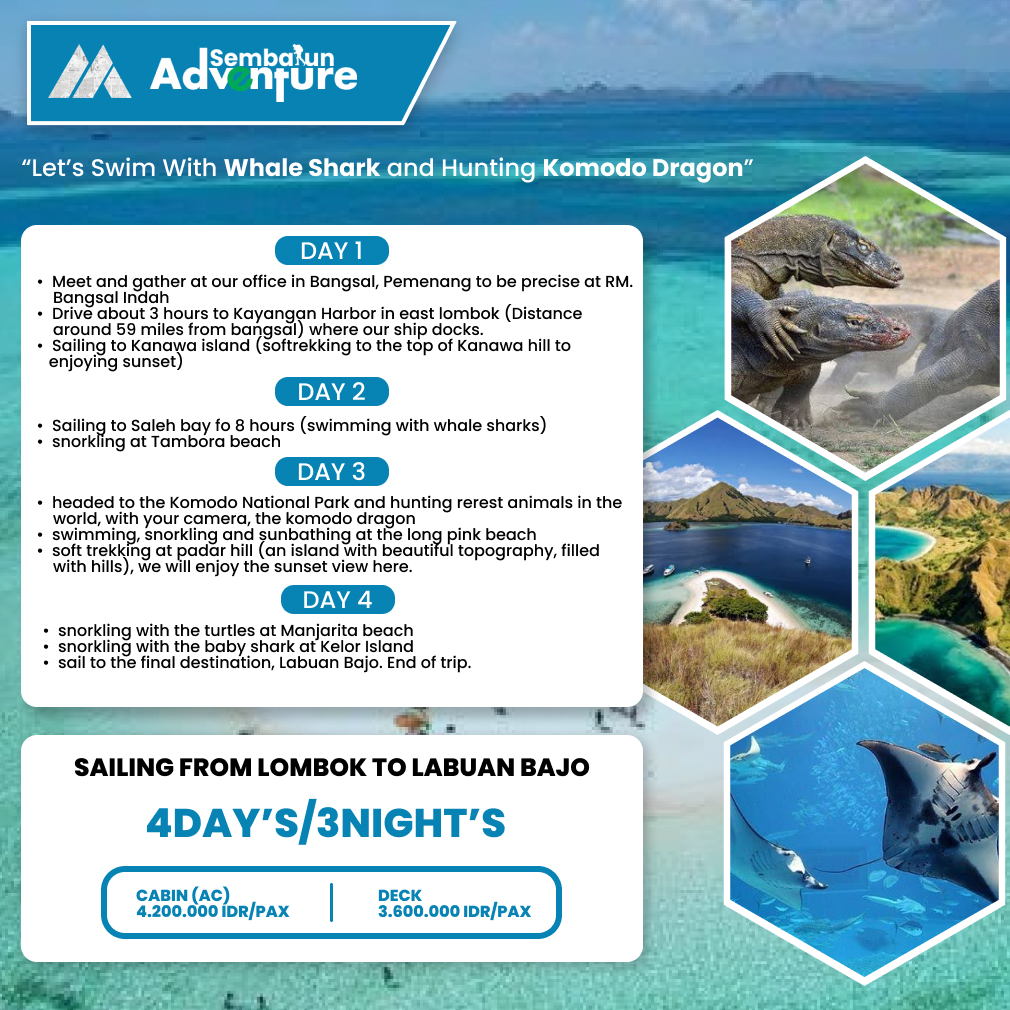 Sembalun
Adventure
“Let’s Swim With Whale Shark and Hunting Komodo Dragon”
DAY 1
• Meet and gather at our office in Bangsal, Pemenang to be precise at RM.
Bangsal Indah
• Drive about 3 hours to Kayangan Harbor in east lombok (Distance
around 59 miles from bangsal) where our ship docks.
• Sailing to Kanawa island (softrekking to the top of Kanawa hill to
enjoying sunset)
DAY 2
• Sailing to Saleh bay fo 8 hours (swimming with whale sharks)
• snorkling at Tambora beach
DAY 3
• headed to the Komodo National Park and hunting rerest animals in the
world, with your camera, the komodo dragon
• swimming, snorkling and sunbathing at the long pink beach
• soft trekking at padar hill (an island with beautiful topography, filled
with hills), we will enjoy the sunset view here.
DAY 4
• snorkling with the turtles at Manjarita beach
• snorkling with the baby shark at Kelor Island
• sail to the final destination, Labuan Bajo. End of trip.
SAILING FROM LOMBOK TO LABUAN BAJO
4DAY’S/3NIGHT’S
CABIN (AC)
4.200.000 IDR/PAX
DECK
3.600.000 IDR/PAX